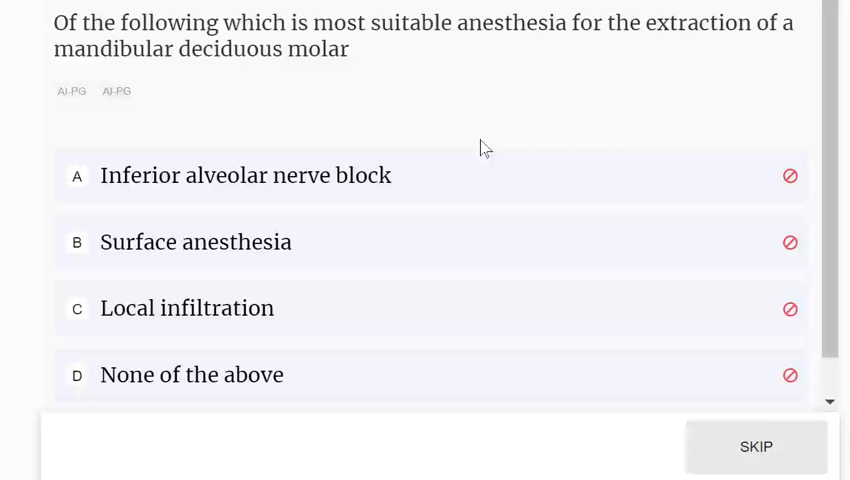 Of the following which is most suitable anesthesia for the extraction of a
mandibular deciduous molar
AI-PG AI-PG
A Inferior alveolar nerve block
B Surface anesthesia
C Local infiltration
D None of the above
SKIP